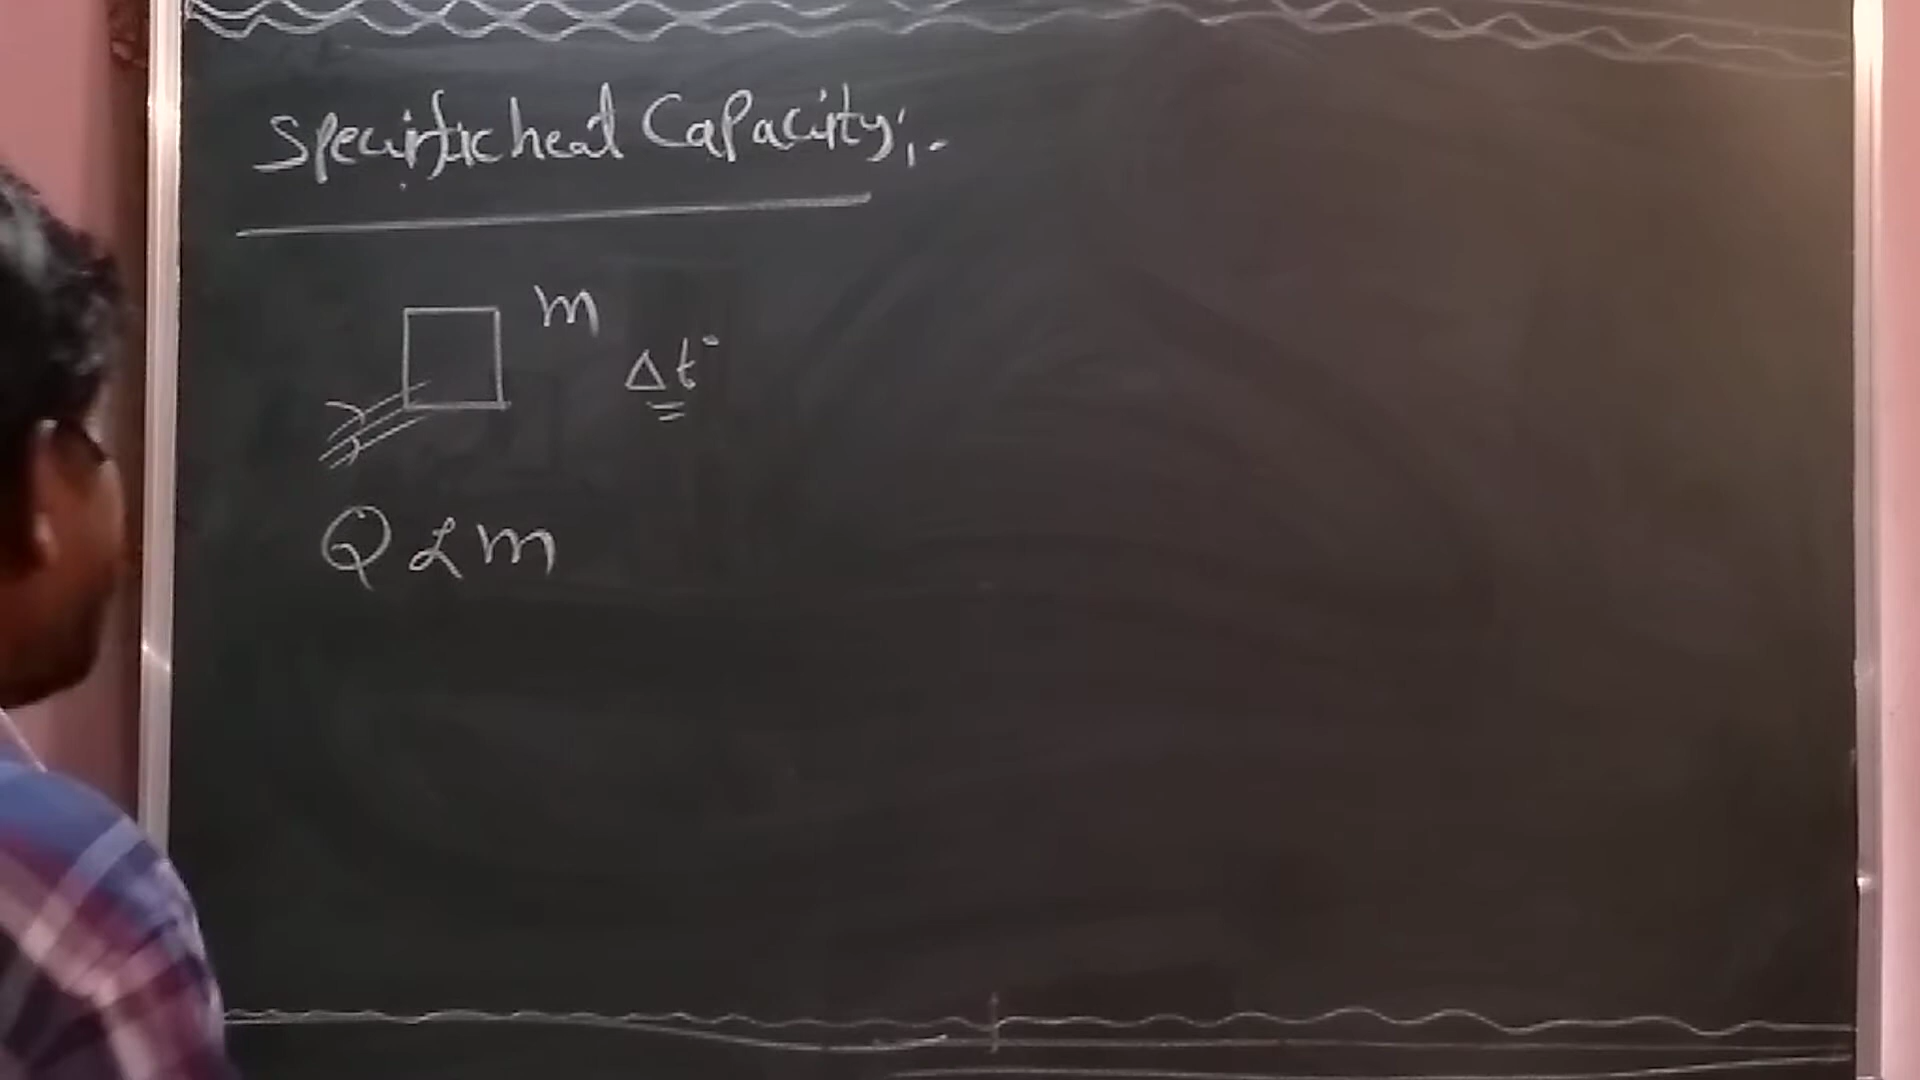 Specific heat Capacity:-
m
Δt°
Q ∝ m